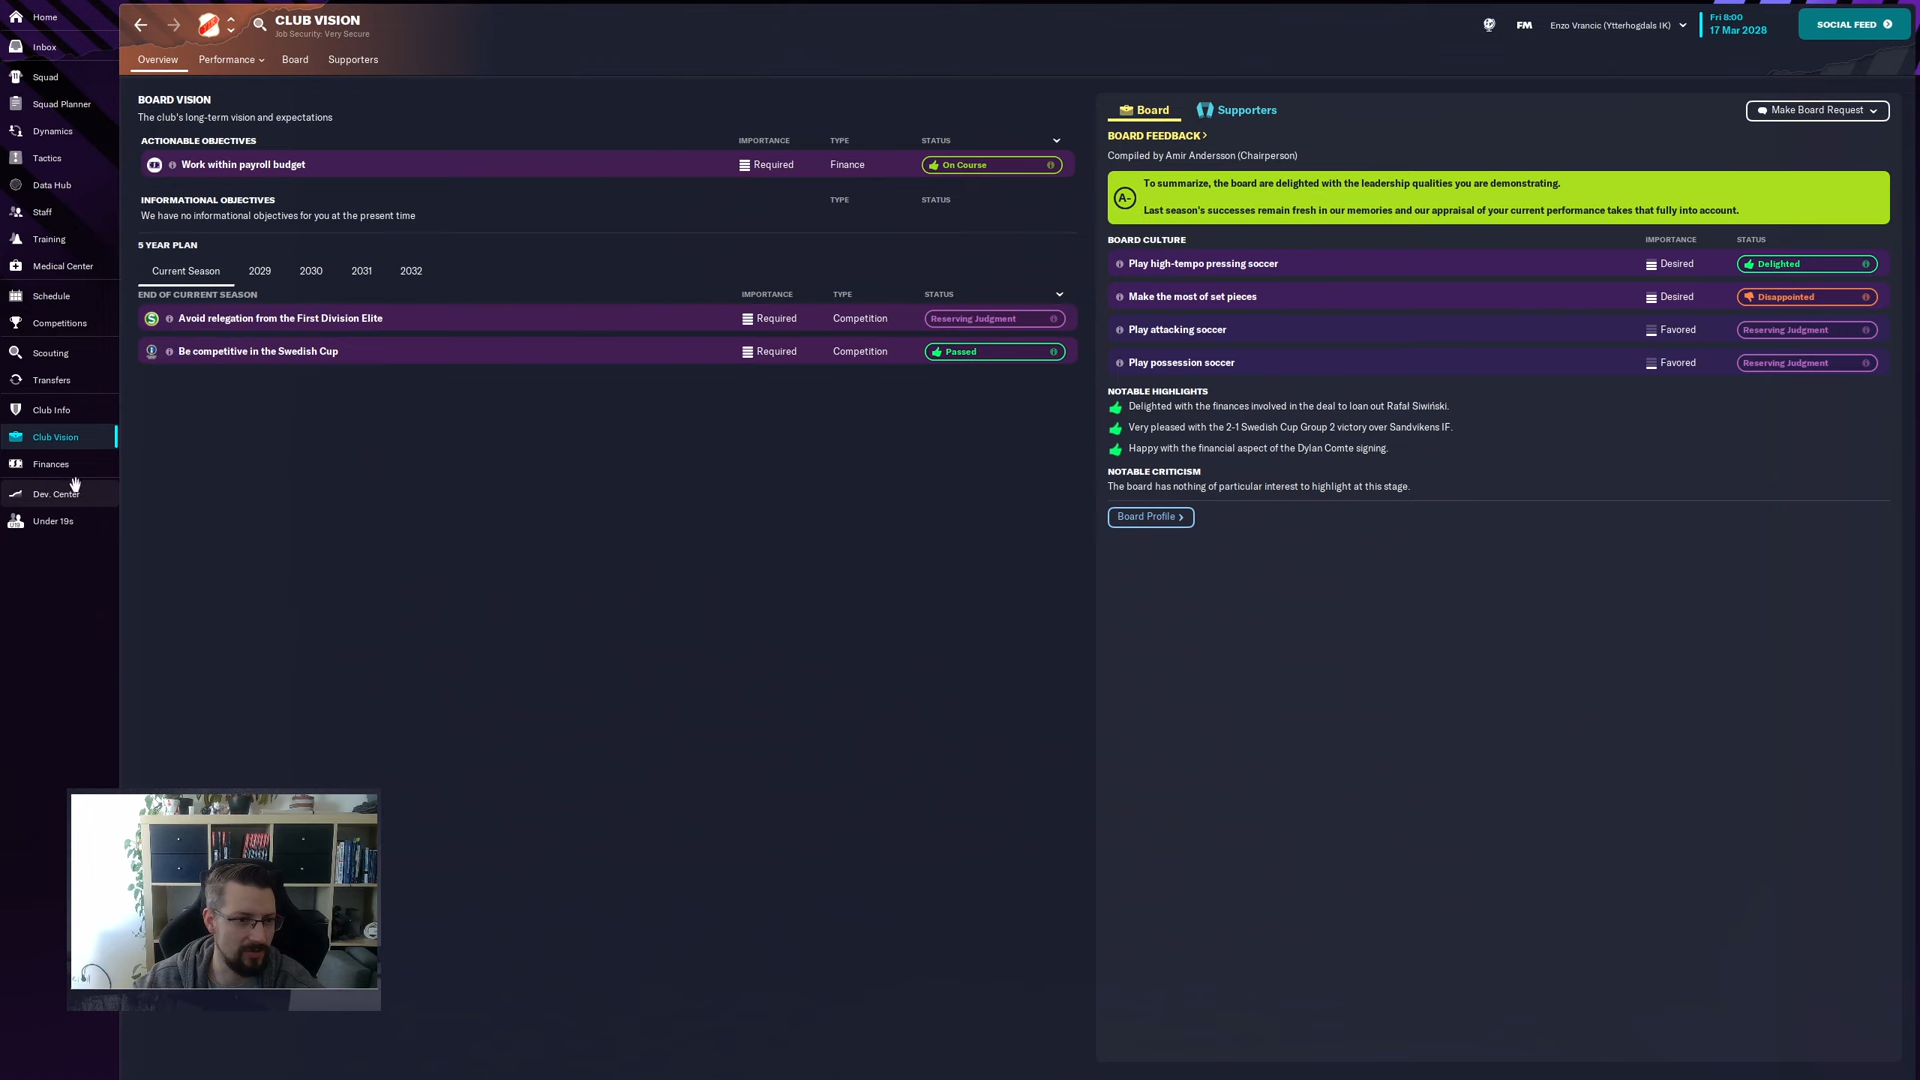 Home
Inbox
Squad
Squad Planner
Dynamics
Tactics
Data Hub
Staff
Training
Medical Center
Schedule
Competitions
Scouting
Transfers
Club Info
Club Vision
Finances
Dev. Center
Under 19s
CLUB VISION
Job Security: Very Secure
FM
Enzo Vrancic (Ytterhogdals IK)
Fri 8:00
17 Mar 2028
SOCIAL FEED
Overview Performance Board Supporters
BOARD VISION
The club's long-term vision and expectations
ACTIONABLE OBJECTIVES IMPORTANCE TYPE STATUS
Work within payroll budget Required Finance On Course
INFORMATIONAL OBJECTIVES TYPE STATUS
We have no informational objectives for you at the present time
5 YEAR PLAN
Current Season 2029 2030 2031 2032
END OF CURRENT SEASON IMPORTANCE TYPE STATUS
Avoid relegation from the First Division Elite Required Competition Reserving Judgment
Be competitive in the Swedish Cup Required Competition Passed
Board Supporters Make Board Request
BOARD FEEDBACK
Compiled by Amir Andersson (Chairperson)
A-
To summarize, the board are delighted with the leadership qualities you are demonstrating.
Last season's successes remain fresh in our memories and our appraisal of your current performance takes that fully into account.
BOARD CULTURE IMPORTANCE STATUS
Play high-tempo pressing soccer Desired Delighted
Make the most of set pieces Desired Disappointed
Play attacking soccer Favored Reserving Judgment
Play possession soccer Favored Reserving Judgment
NOTABLE HIGHLIGHTS
Delighted with the finances involved in the deal to loan out Rafał Siwiński.
Very pleased with the 2-1 Swedish Cup Group 2 victory over Sandvikens IF.
Happy with the financial aspect of the Dylan Comte signing.
NOTABLE CRITICISM
The board has nothing of particular interest to highlight at this stage.
Board Profile